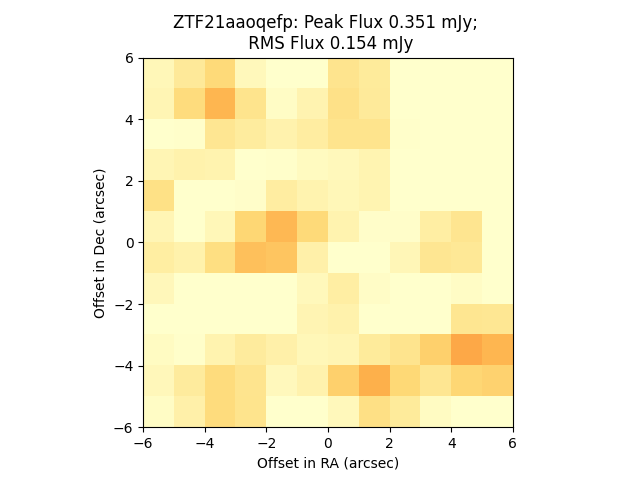 ZTF21aaoqefp: Peak Flux 0.351 mJy;
RMS Flux 0.154 mJy
6
4
2
0
−2
−4
−6
Offset in Dec (arcsec)
−6 −4 −2 0 2 4 6
Offset in RA (arcsec)